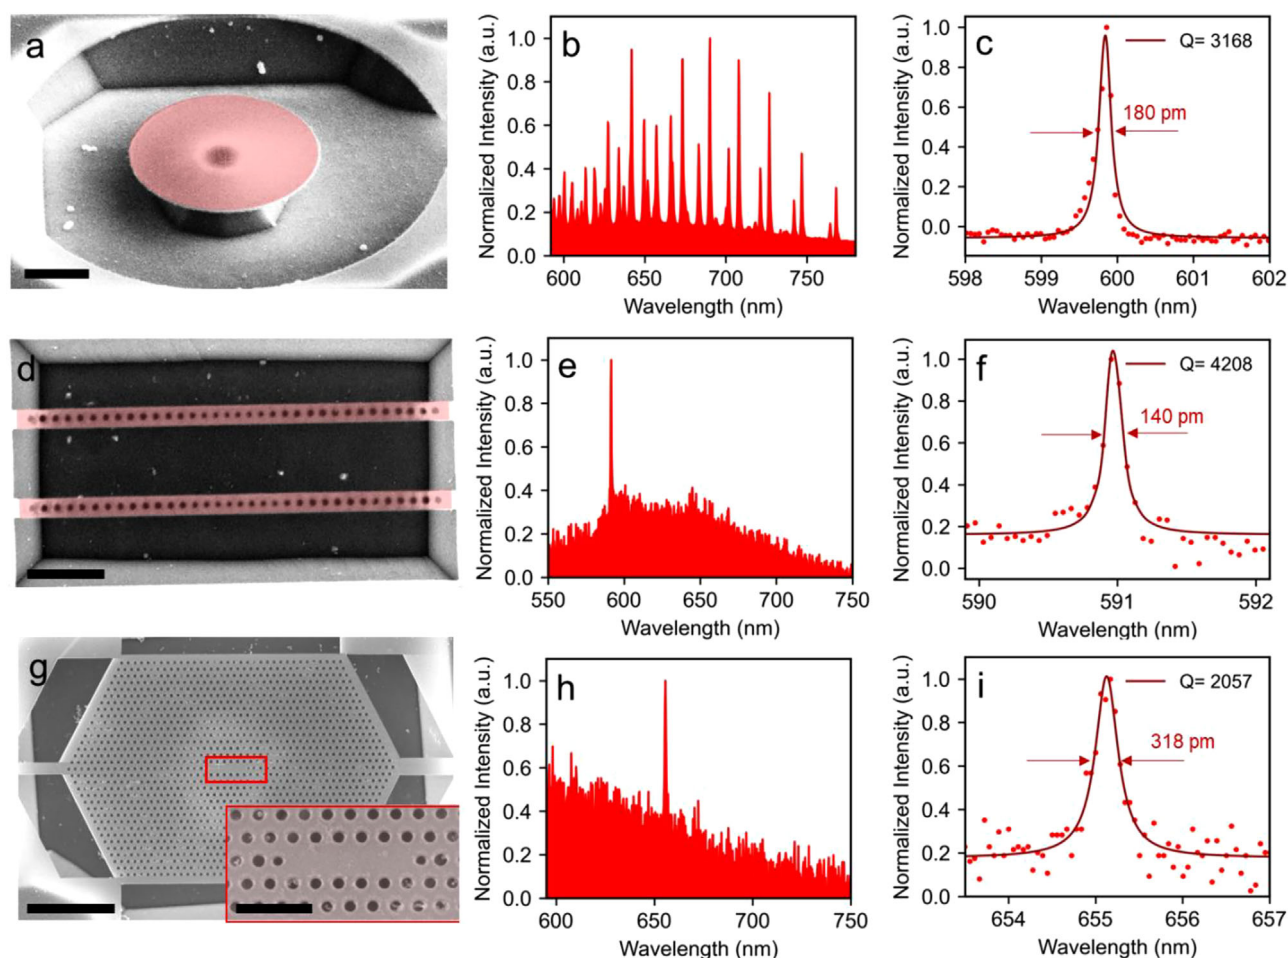 a
b
Normalized Intensity (a.u.)
1.0
0.8
0.6
0.4
0.2
0.0
600
650
700
750
Wavelength (nm)
c
Q= 3168
180 pm
Normalized Intensity (a.u.)
1.0
0.8
0.6
0.4
0.2
0.0
598
599
600
601
602
Wavelength (nm)
d
e
Normalized Intensity (a.u.)
1.0
0.8
0.6
0.4
0.2
0.0
550
600
650
700
750
Wavelength (nm)
f
Q= 4208
140 pm
Normalized Intensity (a.u.)
1.0
0.8
0.6
0.4
0.2
0.0
590
591
592
Wavelength (nm)
g
h
Normalized Intensity (a.u.)
1.0
0.8
0.6
0.4
0.2
0.0
600
650
700
750
Wavelength (nm)
i
Q= 2057
318 pm
Normalized Intensity (a.u.)
1.0
0.8
0.6
0.4
0.2
0.0
654
655
656
657
Wavelength (nm)